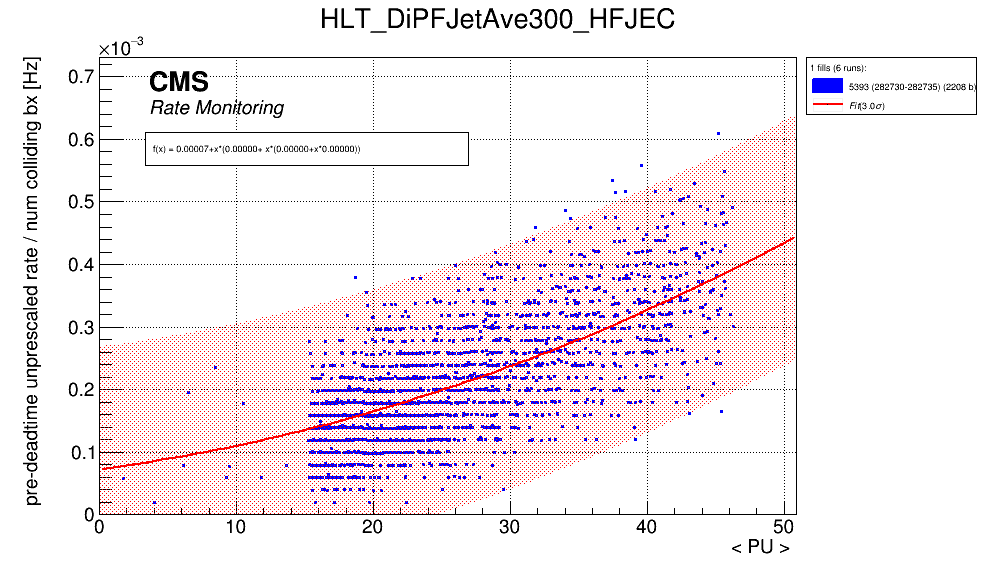 HLT_DiPFJetAve300_HFJEC
×10⁻³
pre-deadtime unprescaled rate / num colliding bx [Hz]
0.7
0.6
0.5
0.4
0.3
0.2
0.1
0
CMS
Rate Monitoring
f(x) = 0.00007+x*(0.00000+ x*(0.00000+x*0.00000))
0 10 20 30 40 50
< PU >
1 fills (6 runs):
5393 (282730-282735) (2208 b)
Fit(3.0σ)